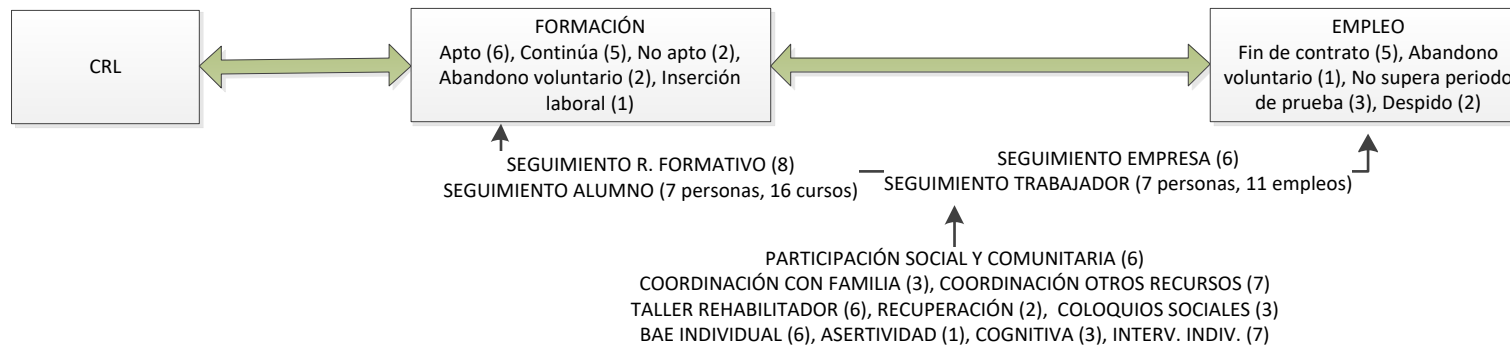 CRL
FORMACIÓN
Apto (6), Continúa (5), No apto (2),
Abandono voluntario (2), Inserción
laboral (1)
EMPLEO
Fin de contrato (5), Abandono
voluntario (1), No supera periodo
de prueba (3), Despido (2)
SEGUIMIENTO R. FORMATIVO (8)
SEGUIMIENTO ALUMNO (7 personas, 16 cursos)
SEGUIMIENTO EMPRESA (6)
SEGUIMIENTO TRABAJADOR (7 personas, 11 empleos)
PARTICIPACIÓN SOCIAL Y COMUNITARIA (6)
COORDINACIÓN CON FAMILIA (3), COORDINACIÓN OTROS RECURSOS (7)
TALLER REHABILITADOR (6), RECUPERACIÓN (2), COLOQUIOS SOCIALES (3)
BAE INDIVIDUAL (6), ASERTIVIDAD (1), COGNITIVA (3), INTERV. INDIV. (7)